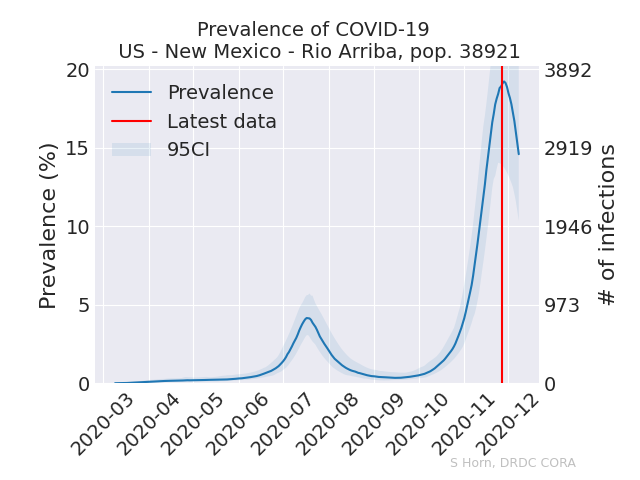 Prevalence of COVID-19
US - New Mexico - Rio Arriba, pop. 38921
Prevalence
Latest data
95CI
Prevalence (%)
20
15
10
5
0
3892
2919
1946
973
0
# of infections
2020-03
2020-04
2020-05
2020-06
2020-07
2020-08
2020-09
2020-10
2020-11
2020-12
S Horn, DRDC CORA